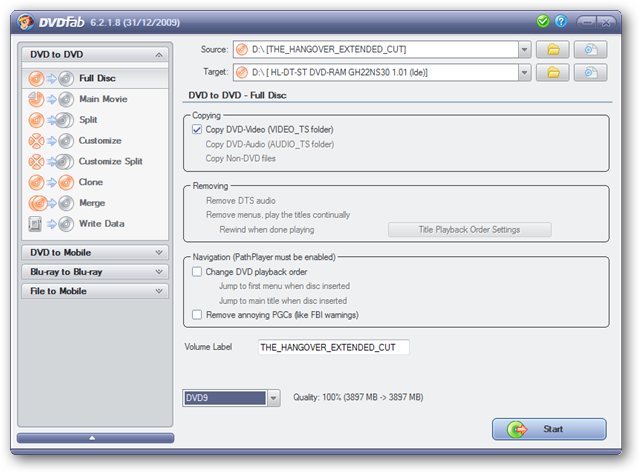 DVDFab 6.2.1.8 (31/12/2009)
DVD to DVD
Full Disc
Main Movie
Split
Customize
Customize Split
Clone
Merge
Write Data
DVD to Mobile
Blu-ray to Blu-ray
File to Mobile
Source: D:\ [THE_HANGOVER_EXTENDED_CUT]
Target: D:\ [ HL-DT-ST DVD-RAM GH22NS30 1.01 (Ide)]
DVD to DVD - Full Disc
Copying
Copy DVD-Video (VIDEO_TS folder)
Copy DVD-Audio (AUDIO_TS folder)
Copy Non-DVD files
Removing
Remove DTS audio
Remove menus, play the titles continually
Rewind when done playing Title Playback Order Settings
Navigation (PathPlayer must be enabled)
Change DVD playback order
Jump to first menu when disc inserted
Jump to main title when disc inserted
Remove annoying PGCs (like FBI warnings)
Volume Label THE_HANGOVER_EXTENDED_CUT
DVD9 Quality: 100% (3897 MB -> 3897 MB)
Start